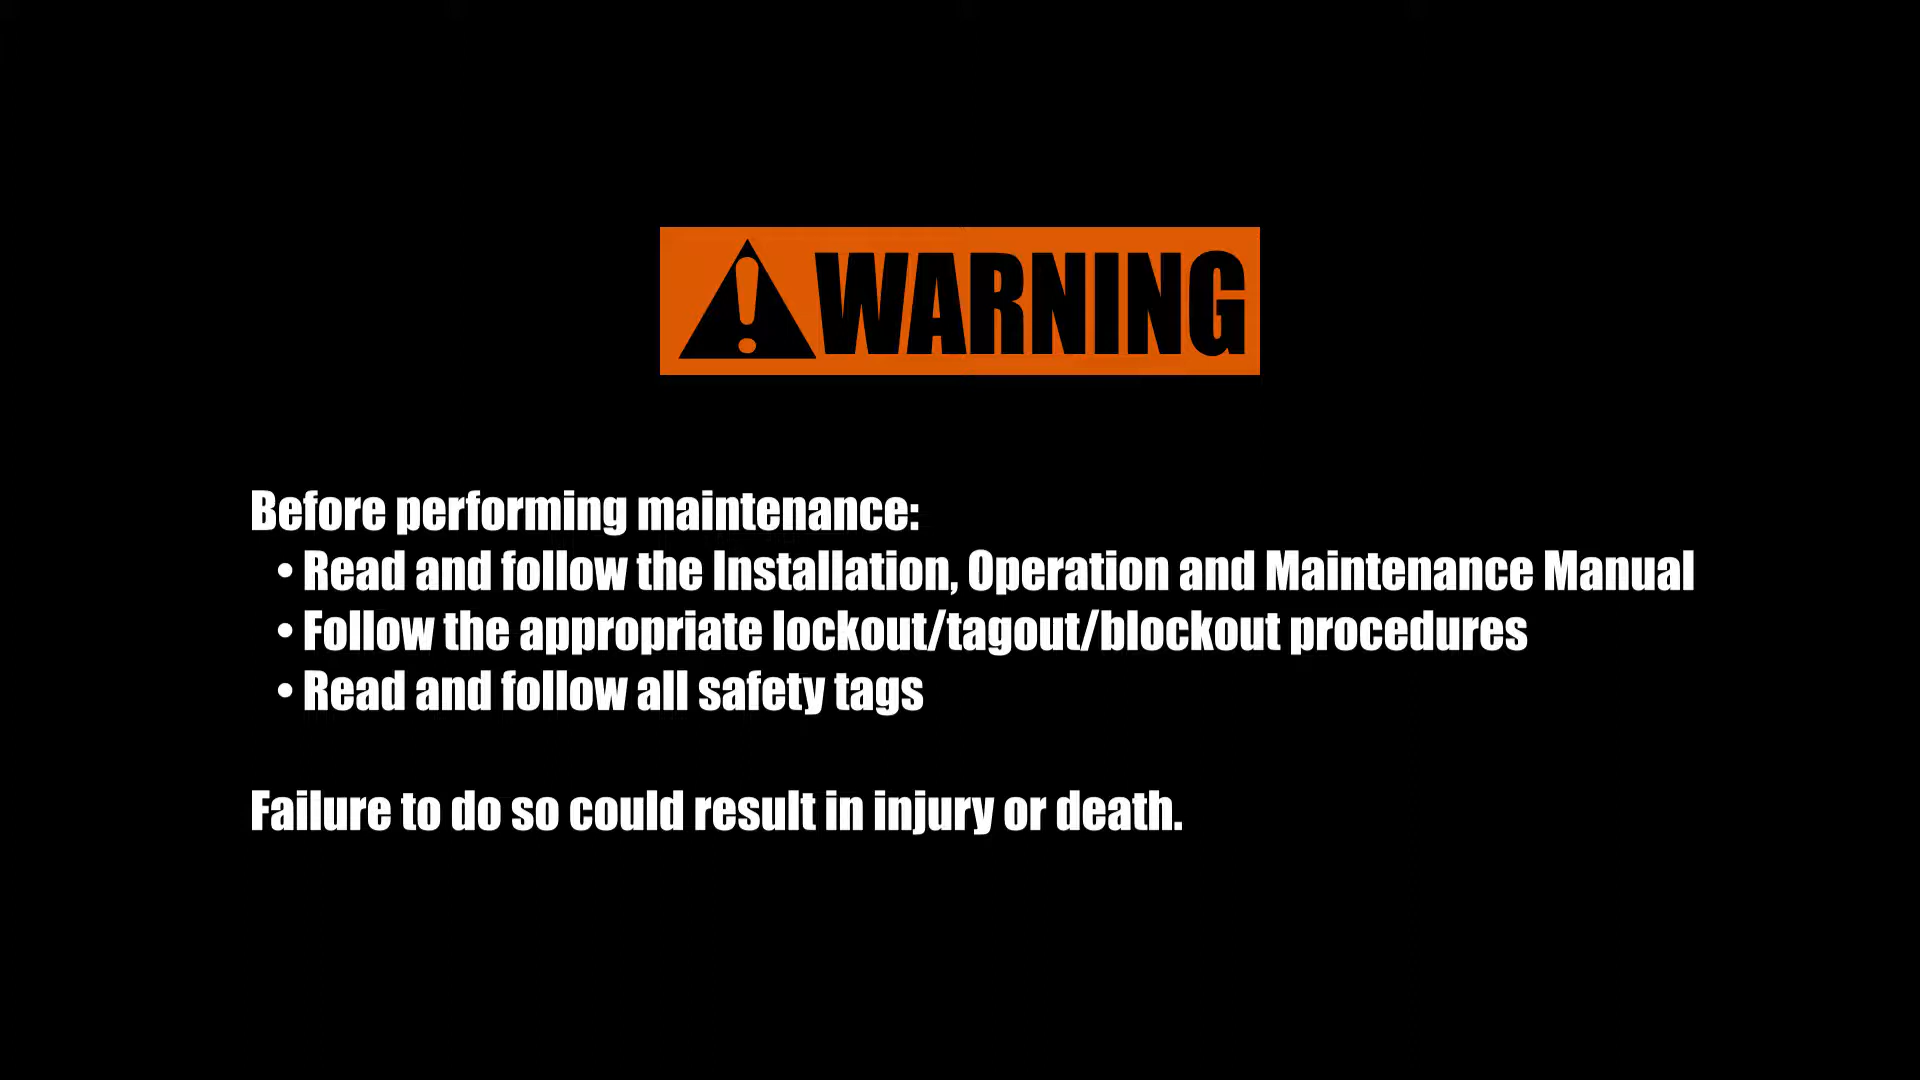 WARNING
Before performing maintenance:
• Read and follow the Installation, Operation and Maintenance Manual
• Follow the appropriate lockout/tagout/blockout procedures
• Read and follow all safety tags
Failure to do so could result in injury or death.